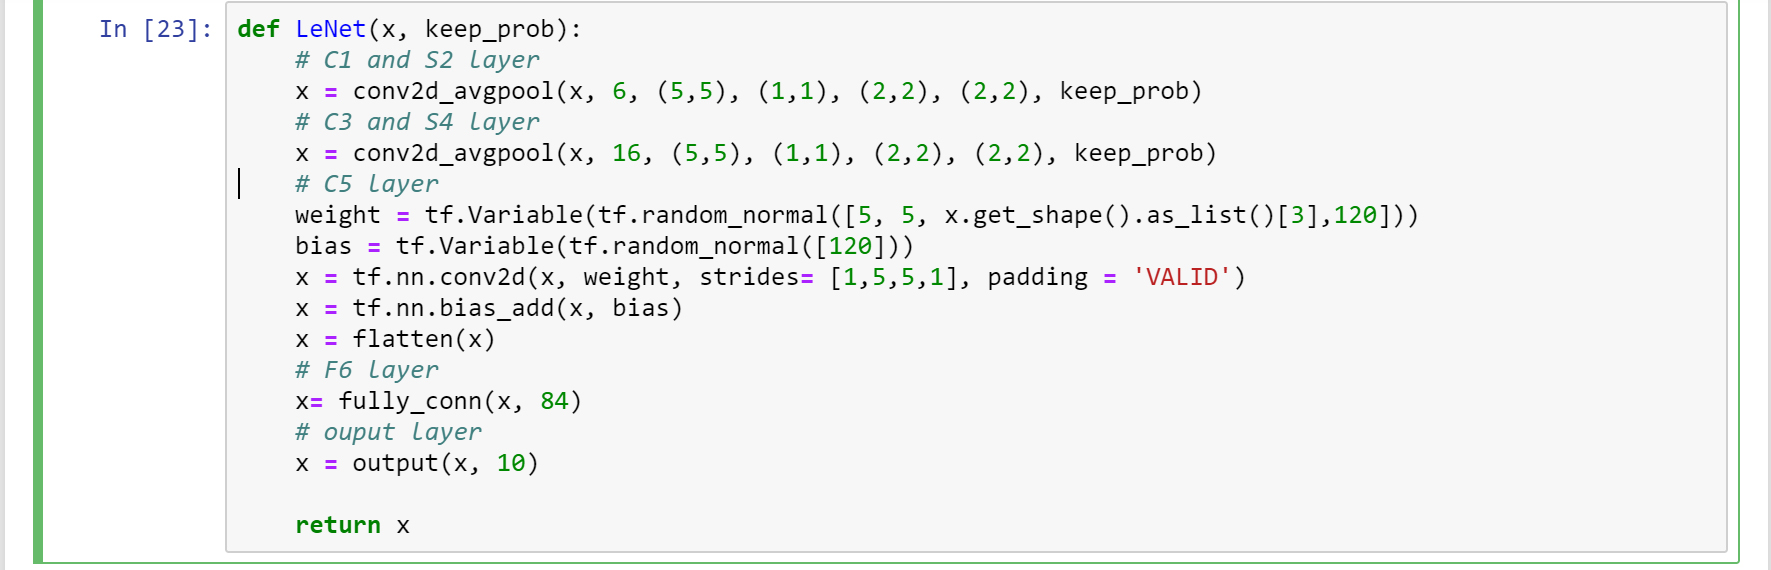 In [23]: def LeNet(x, keep_prob):
    # C1 and S2 layer
    x = conv2d_avgpool(x, 6, (5,5), (1,1), (2,2), (2,2), keep_prob)
    # C3 and S4 layer
    x = conv2d_avgpool(x, 16, (5,5), (1,1), (2,2), (2,2), keep_prob)
    # C5 layer
    weight = tf.Variable(tf.random_normal([5, 5, x.get_shape().as_list()[3],120]))
    bias = tf.Variable(tf.random_normal([120]))
    x = tf.nn.conv2d(x, weight, strides= [1,5,5,1], padding = 'VALID')
    x = tf.nn.bias_add(x, bias)
    x = flatten(x)
    # F6 layer
    x= fully_conn(x, 84)
    # ouput layer
    x = output(x, 10)
    return x